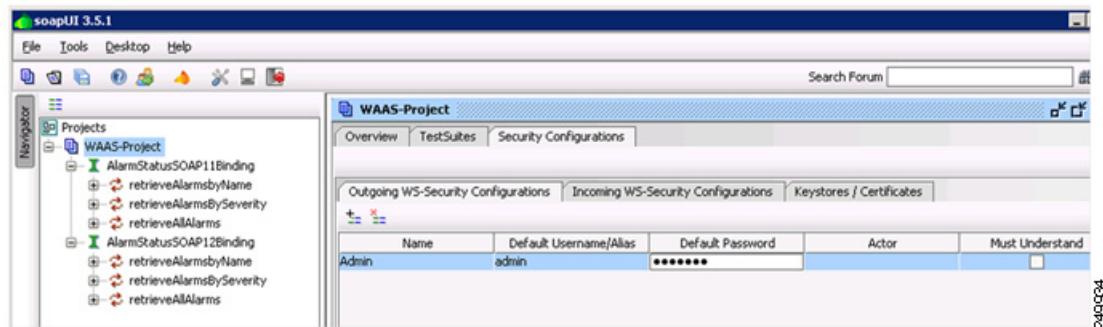 soapUI 3.5.1
File Tools Desktop Help
Search Forum
Navigator
Projects
WAAS-Project
AlarmStatusSOAP11Binding
retrieveAlarmsbyName
retrieveAlarmsBySeverity
retrieveAllAlarms
AlarmStatusSOAP12Binding
retrieveAlarmsbyName
retrieveAlarmsBySeverity
retrieveAllAlarms
WAAS-Project
Overview TestSuites Security Configurations
Outgoing WS-Security Configurations Incoming WS-Security Configurations Keystores / Certificates
Name Default Username/Alias Default Password Actor Must Understand
Admin admin •••••••
249934